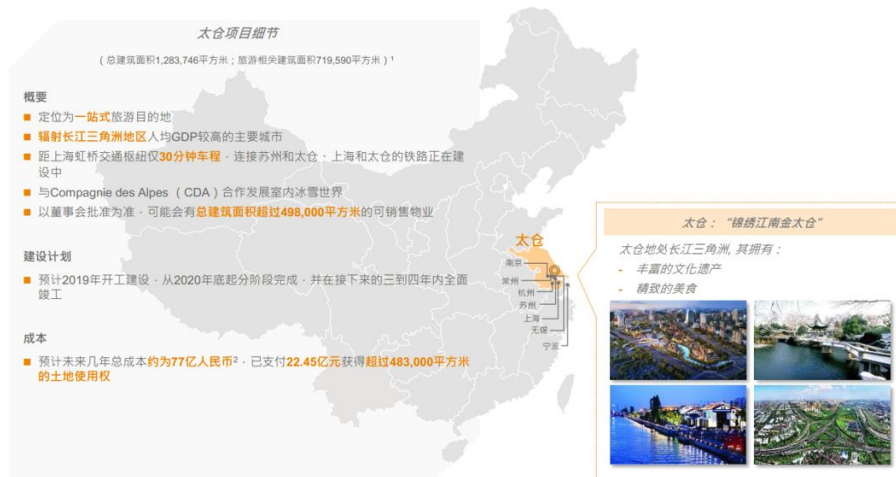 太仓项目细节
(总建筑面积1,283,746平方米；旅游相关建筑面积719,590平方米)¹
概要
■ 定位为一站式旅游目的地
■ 辐射长江三角洲地区人均GDP较高的主要城市
■ 距上海虹桥交通枢纽仅30分钟车程，连接苏州和太仓、上海和太仓的铁路正在建
设中
■ 与Compagnie des Alpes （CDA）合作发展室内冰雪世界
■ 以董事会批准为准，可能会有总建筑面积超过498,000平方米的可销售物业
建设计划
■ 预计2019年开工建设，从2020年底起分阶段完成，并在接下来的三到四年内全面
竣工
成本
■ 预计未来几年总成本约为77亿人民币²，已支付22.45亿元获得超过483,000平方米
的土地使用权
太仓
南京
常州
杭州
苏州
上海
无锡
宁波
太仓：“锦绣江南金太仓”
太仓地处长江三角洲, 其拥有：
- 丰富的文化遗产
- 精致的美食